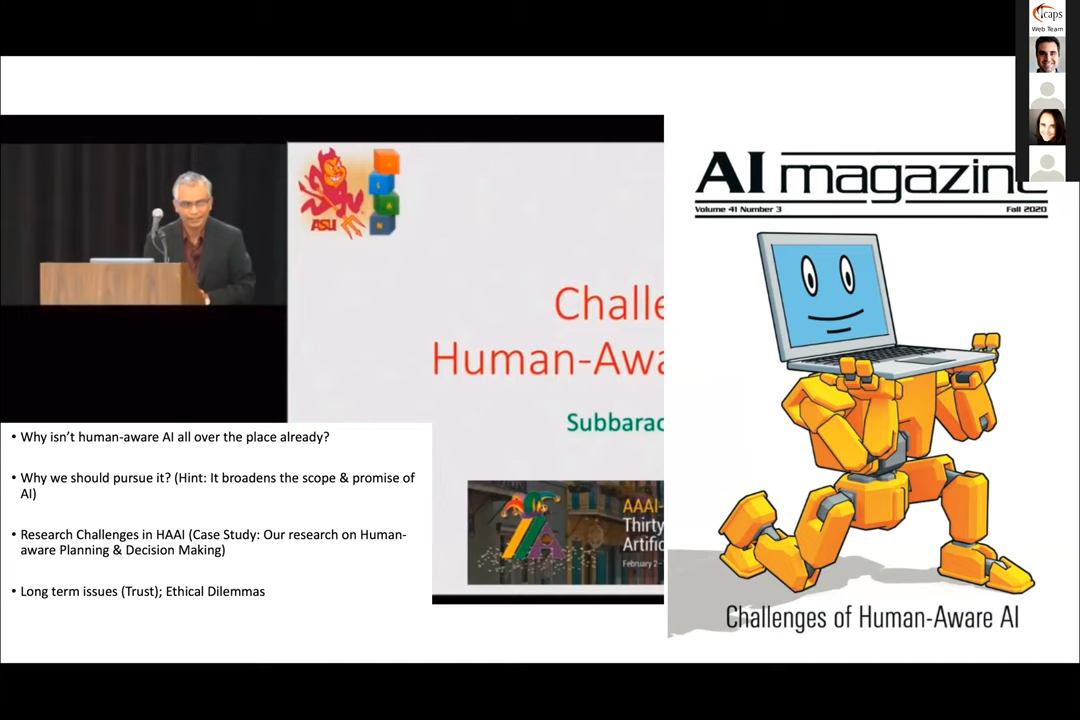 icaps
Web Team
ASU
Challe
Human-Awa
Subbarao
AAAI-
Thirty
Artific
February 2–
• Why isn't human-aware AI all over the place already?
• Why we should pursue it? (Hint: It broadens the scope & promise of
AI)
• Research Challenges in HAAI (Case Study: Our research on Human-
aware Planning & Decision Making)
• Long term issues (Trust); Ethical Dilemmas
AI magazine
Volume 41 Number 3
Fall 2020
Challenges of Human-Aware AI